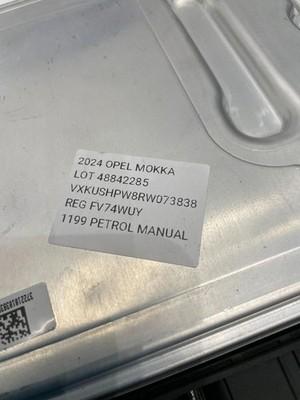 2024 OPEL MOKKA
LOT 48842285
VXKUSHPW8RW073838
REG FV74WUY
1199 PETROL MANUAL